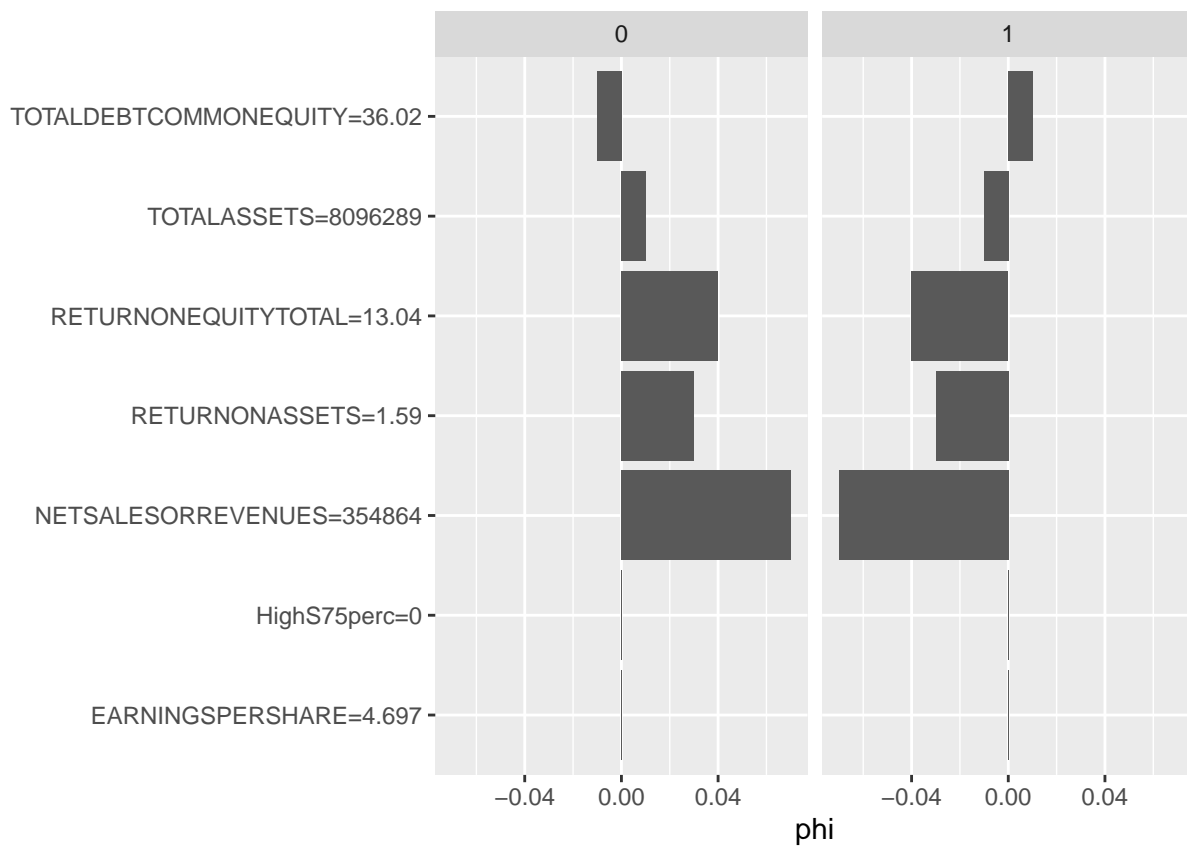 0 1
TOTALDEBTCOMMONEQUITY=36.02
TOTALASSETS=8096289
RETURNONEQUITYTOTAL=13.04
RETURNONASSETS=1.59
NETSALESORREVENUES=354864
HighS75perc=0
EARNINGSPERSHARE=4.697
−0.04 0.00 0.04 −0.04 0.00 0.04
phi